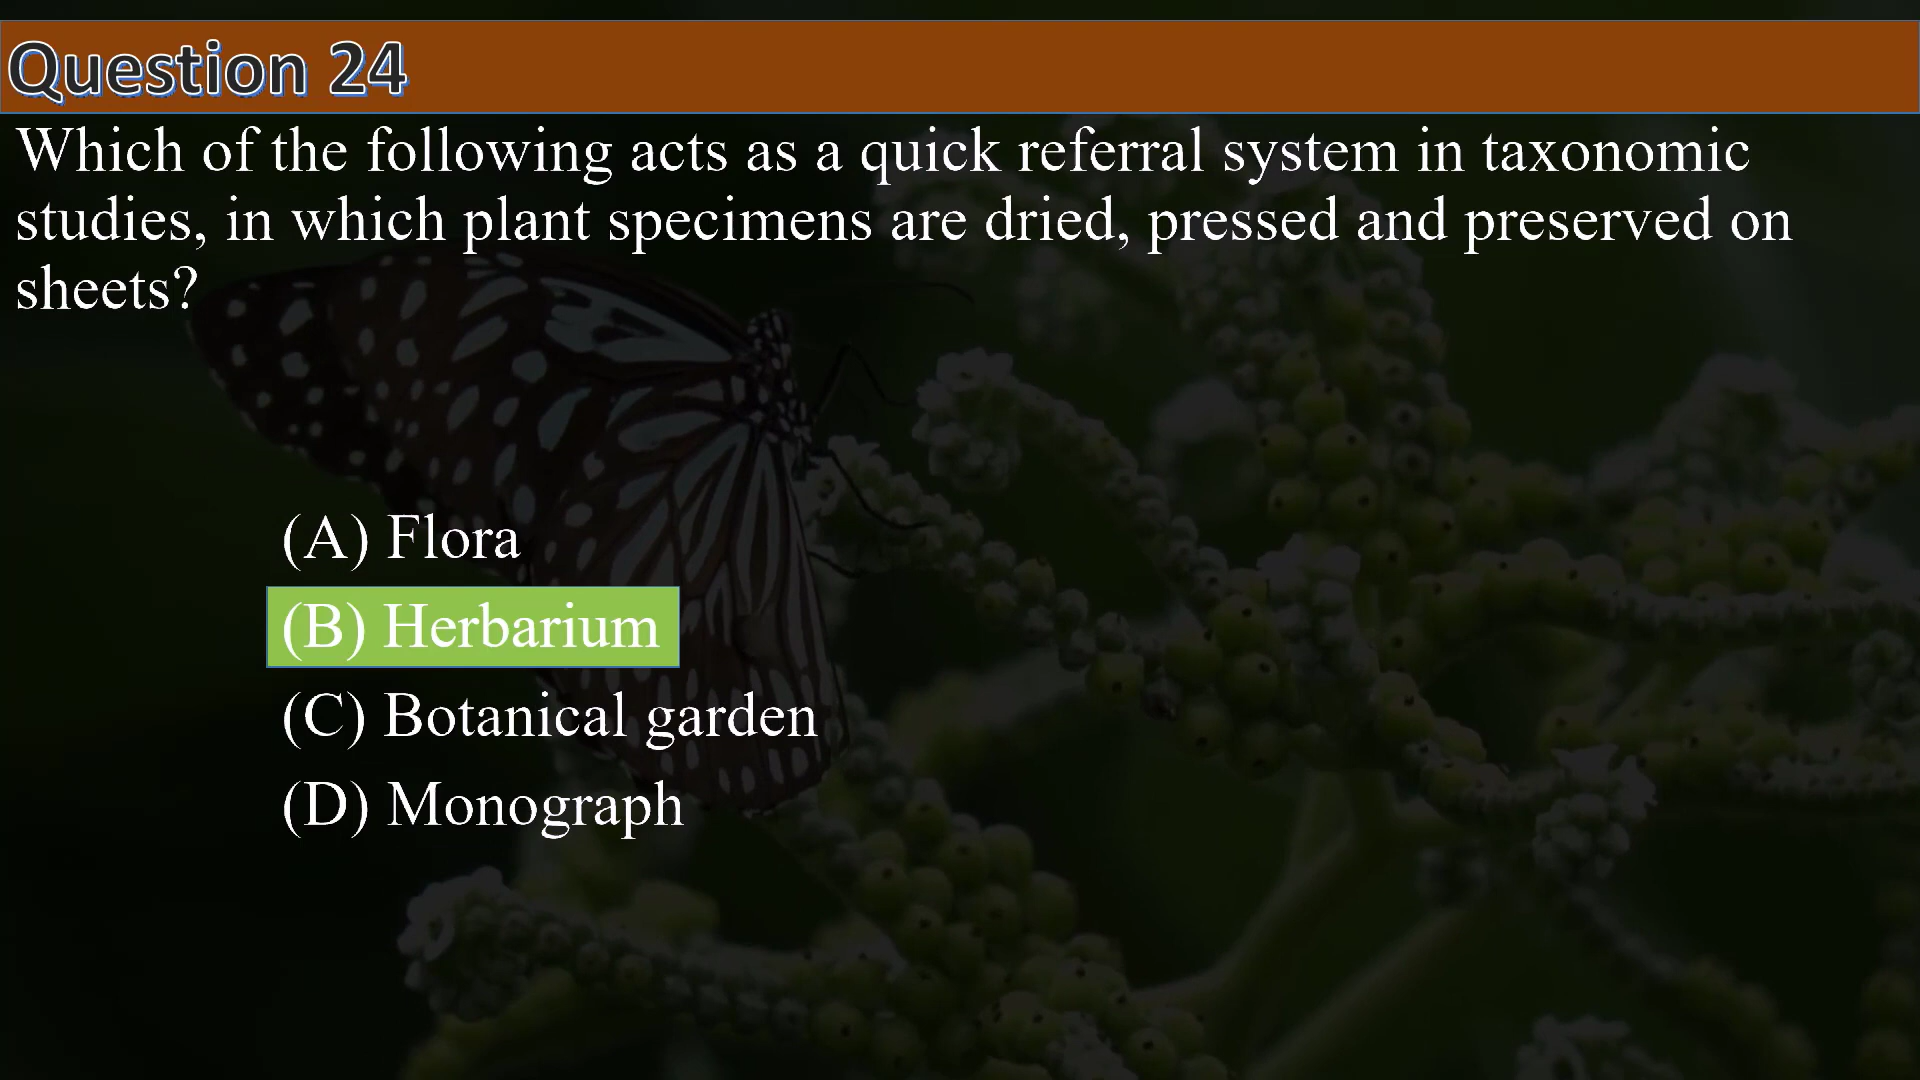 Question 24
Which of the following acts as a quick referral system in taxonomic
studies, in which plant specimens are dried, pressed and preserved on
sheets?
(A) Flora
(B) Herbarium
(C) Botanical garden
(D) Monograph